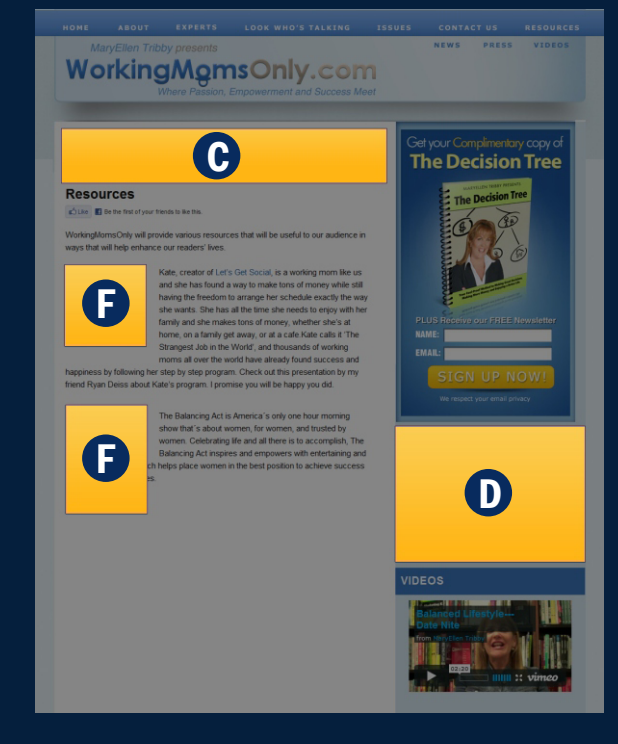 HOME ABOUT EXPERTS LOOK WHO'S TALKING ISSUES CONTACT US RESOURCES
NEWS PRESS VIDEOS
MaryEllen Tribby presents
WorkingMomsOnly.com
Where Passion, Empowerment and Success Meet
C
Resources
Like Be the first of your friends to like this.
WorkingMomsOnly will provide various resources that will be useful to our audience in
ways that will help enhance our readers' lives.
F
Kate, creator of Let's Get Social, is a working mom like us
and she has found a way to make tons of money while still
having the freedom to arrange her schedule exactly the way
she wants. She has all the time she needs to enjoy with her
family and she makes tons of money, whether she's at
home, on a family get away, or at a cafe.Kate calls it 'The
Strangest Job in the World', and thousands of working
moms all over the world have already found success and
happiness by following her step by step program. Check out this presentation by my
friend Ryan Deiss about Kate's program. I promise you will be happy you did.
F
The Balancing Act is America´s only one hour morning
show that´s about women, for women, and trusted by
women. Celebrating life and all there is to accomplish, The
Balancing Act inspires and empowers with entertaining and
ch helps place women in the best position to achieve success
es.
Get your Complimentary copy of
The Decision Tree
The Decision Tree
PLUS Receive our FREE Newsletter
NAME:
EMAIL:
SIGN UP NOW!
We respect your email privacy
D
VIDEOS
Balanced Lifestyle---
Date Nite
from MaryEllen Tribby
02:20
vimeo